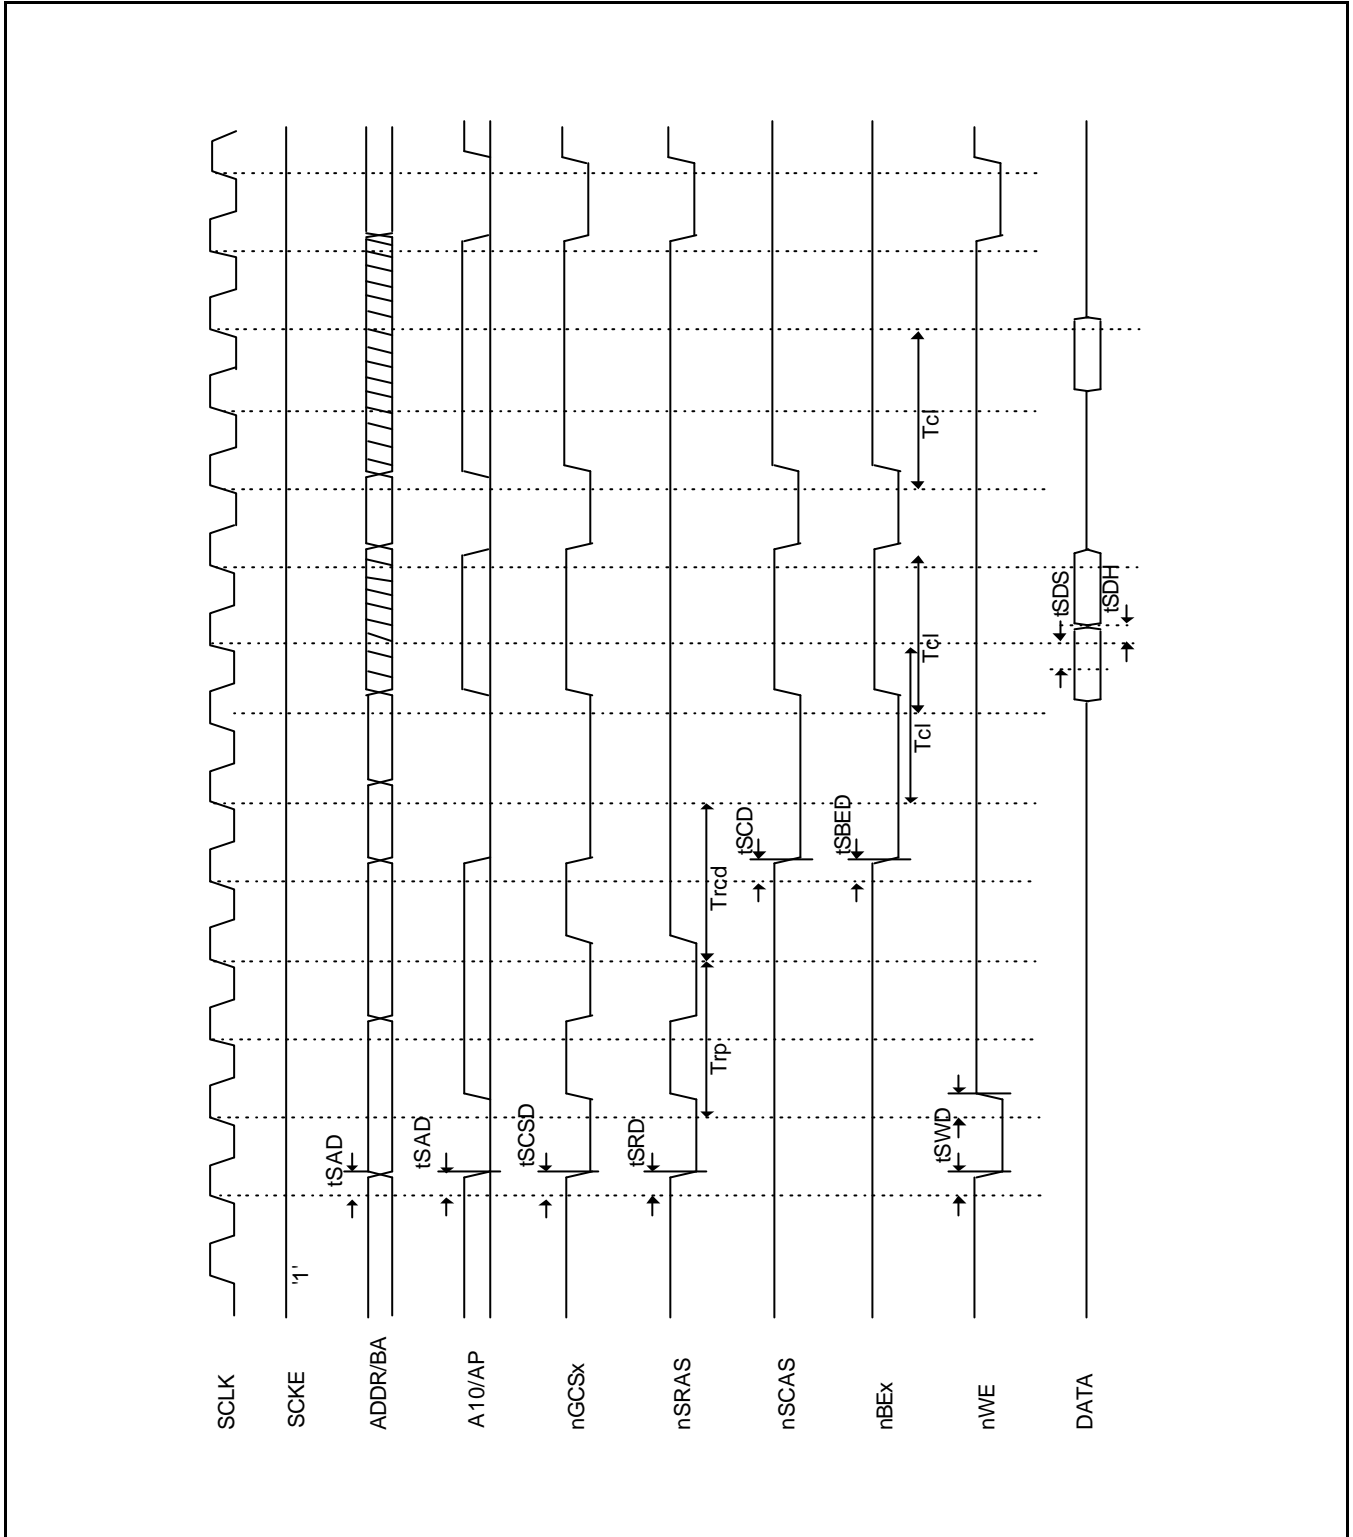 SCLK
SCKE
'1'
ADDR/BA
tSAD
A10/AP
tSAD
nGCSx
tSCSD
nSRAS
tSRD
Trp
Trcd
nSCAS
tSCD
nBEx
tSBED
Tcl
Tcl
Tcl
nWE
tSWD
DATA
tSDS
tSDH